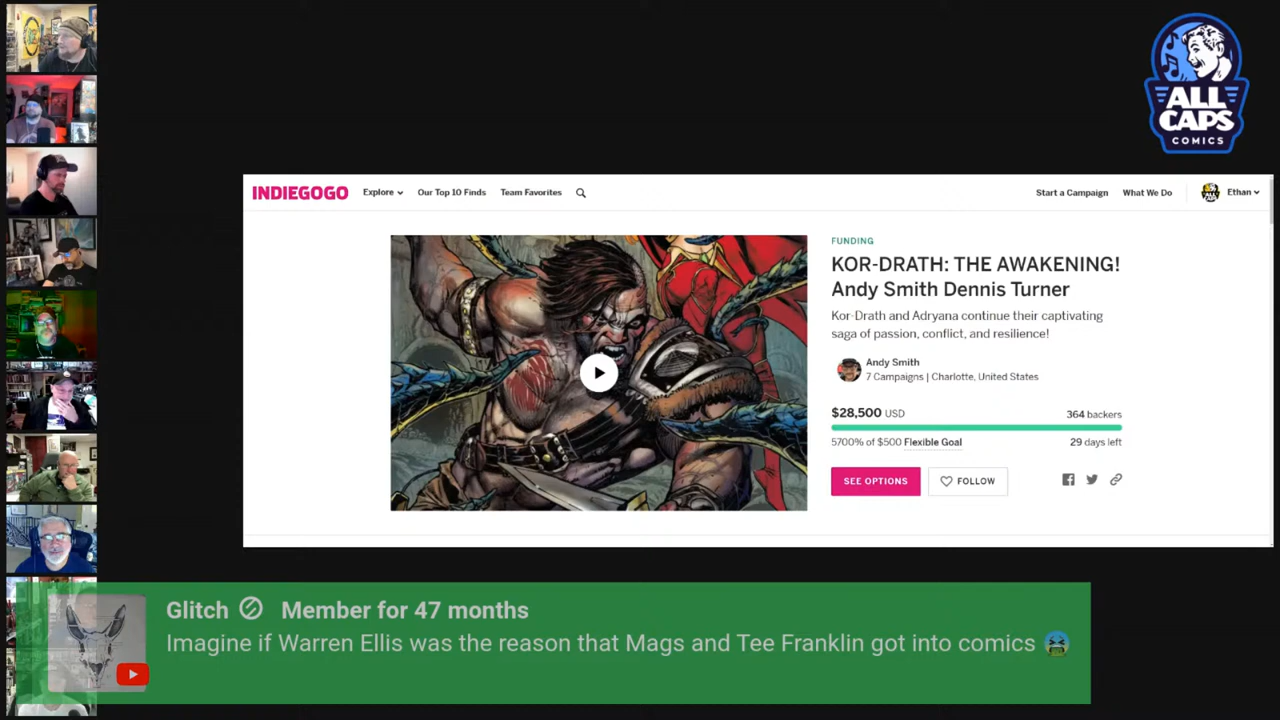 ALL
CAPS
COMICS
INDIEGOGO Explore Our Top 10 Finds Team Favorites Start a Campaign What We Do Ethan
FUNDING
KOR-DRATH: THE AWAKENING!
Andy Smith Dennis Turner
Kor-Drath and Adryana continue their captivating
saga of passion, conflict, and resilience!
Andy Smith
7 Campaigns | Charlotte, United States
$28,500 USD 364 backers
5700% of $500 Flexible Goal 29 days left
SEE OPTIONS FOLLOW
Glitch Member for 47 months
Imagine if Warren Ellis was the reason that Mags and Tee Franklin got into comics 🤮